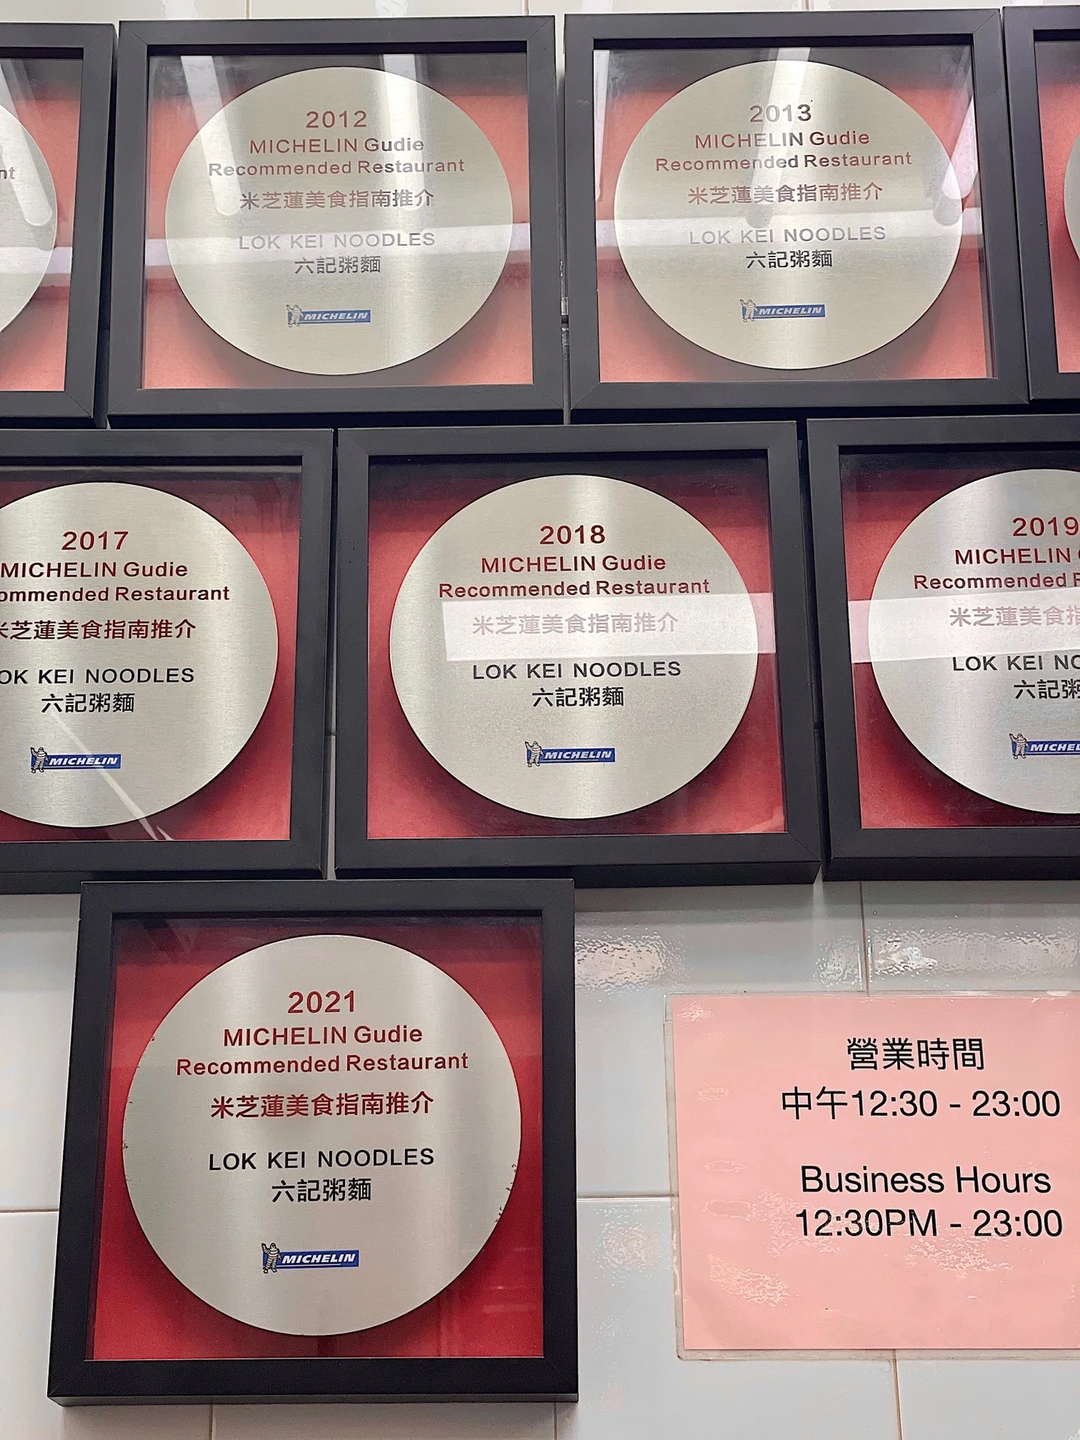 nt
2012
MICHELIN Gudie
Recommended Restaurant
米芝蓮美食指南推介
LOK KEI NOODLES
六記粥麵
MICHELIN
2013
MICHELIN Gudie
Recommended Restaurant
米芝蓮美食指南推介
LOK KEI NOODLES
六記粥麵
MICHELIN
2017
MICHELIN Gudie
ommended Restaurant
米芝蓮美食指南推介
OK KEI NOODLES
六記粥麵
MICHELIN
2018
MICHELIN Gudie
Recommended Restaurant
米芝蓮美食指南推介
LOK KEI NOODLES
六記粥麵
MICHELIN
2019
MICHELIN
Recommended
米芝蓮美食指
LOK KEI NO
六記粥
MICHEL
2021
MICHELIN Gudie
Recommended Restaurant
米芝蓮美食指南推介
LOK KEI NOODLES
六記粥麵
MICHELIN
營業時間
中午12:30 - 23:00
Business Hours
12:30PM - 23:00